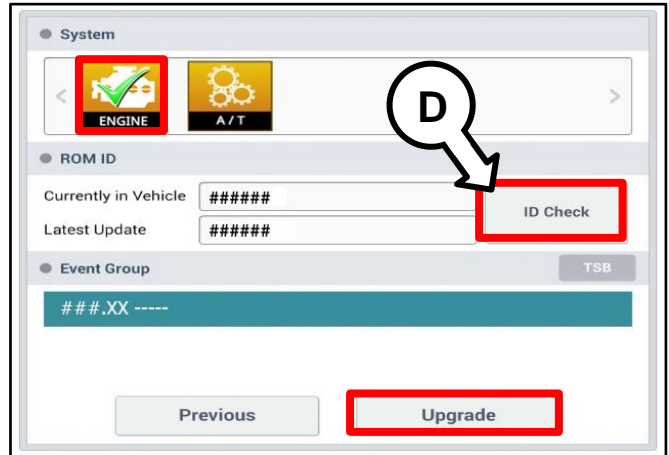 System
< ENGINE A/T >
D
ROM ID
Currently in Vehicle ######
ID Check
Latest Update ######
Event Group TSB
###.XX -----
Previous Upgrade